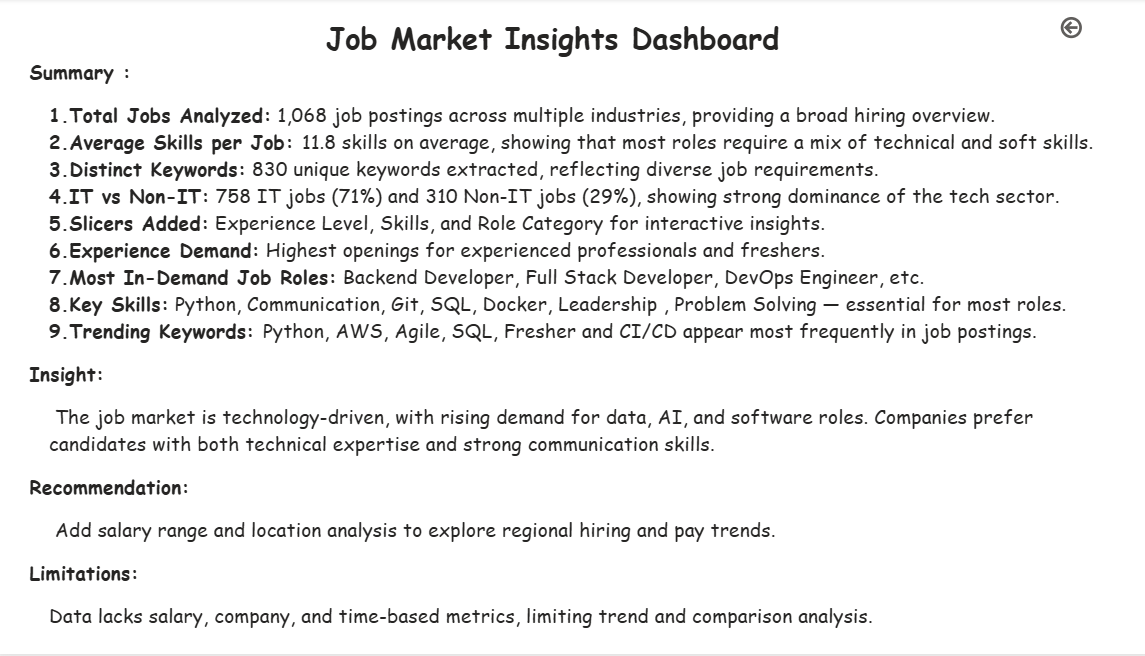 Job Market Insights Dashboard
Summary :
1.Total Jobs Analyzed: 1,068 job postings across multiple industries, providing a broad hiring overview.
2.Average Skills per Job: 11.8 skills on average, showing that most roles require a mix of technical and soft skills.
3.Distinct Keywords: 830 unique keywords extracted, reflecting diverse job requirements.
4.IT vs Non-IT: 758 IT jobs (71%) and 310 Non-IT jobs (29%), showing strong dominance of the tech sector.
5.Slicers Added: Experience Level, Skills, and Role Category for interactive insights.
6.Experience Demand: Highest openings for experienced professionals and freshers.
7.Most In-Demand Job Roles: Backend Developer, Full Stack Developer, DevOps Engineer, etc.
8.Key Skills: Python, Communication, Git, SQL, Docker, Leadership , Problem Solving — essential for most roles.
9.Trending Keywords: Python, AWS, Agile, SQL, Fresher and CI/CD appear most frequently in job postings.
Insight:
The job market is technology-driven, with rising demand for data, AI, and software roles. Companies prefer
candidates with both technical expertise and strong communication skills.
Recommendation:
Add salary range and location analysis to explore regional hiring and pay trends.
Limitations:
Data lacks salary, company, and time-based metrics, limiting trend and comparison analysis.